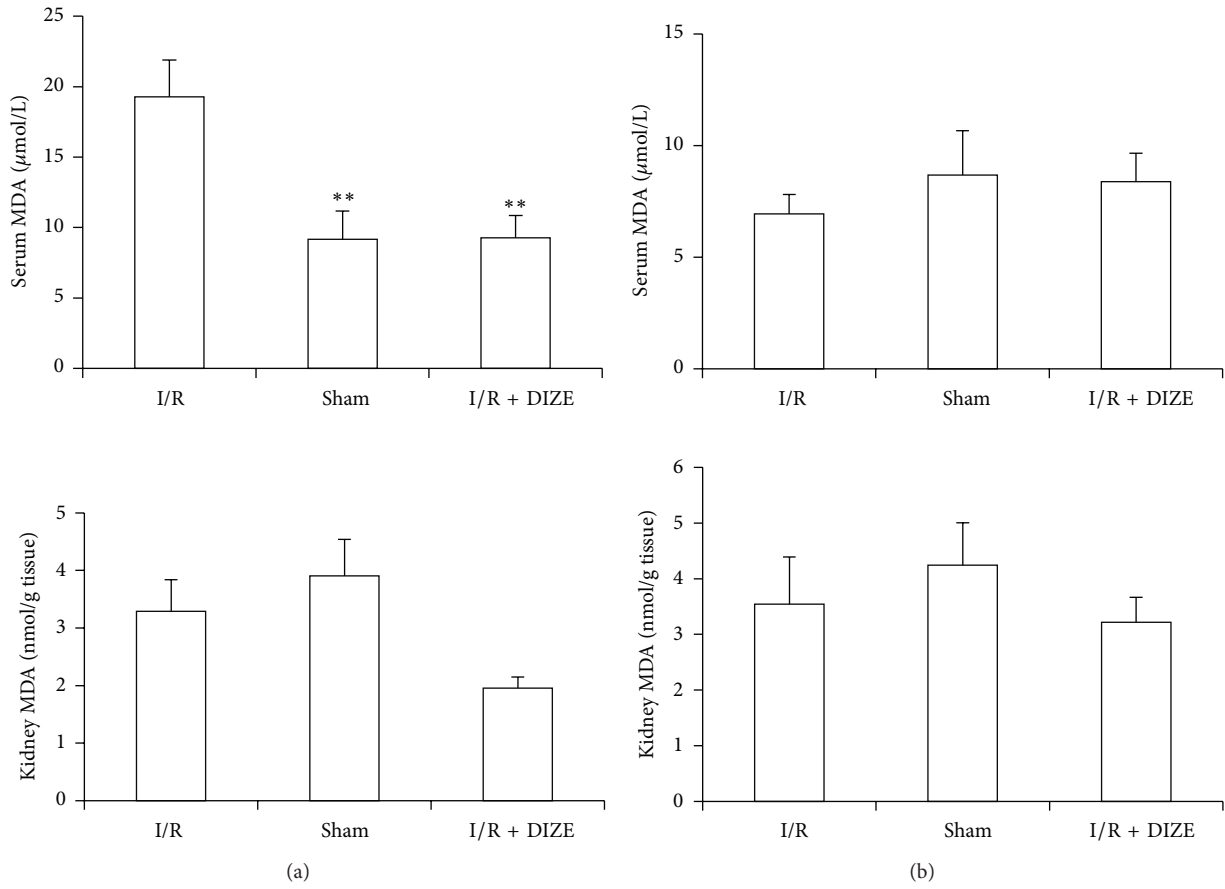 Serum MDA (μmol/L)
25
20
15
10
5
0
**
**
I/R
Sham
I/R + DIZE
Serum MDA (μmol/L)
15
10
5
0
I/R
Sham
I/R + DIZE
Kidney MDA (nmol/g tissue)
5
4
3
2
1
0
I/R
Sham
I/R + DIZE
(a)
Kidney MDA (nmol/g tissue)
6
5
4
3
2
1
0
I/R
Sham
I/R + DIZE
(b)